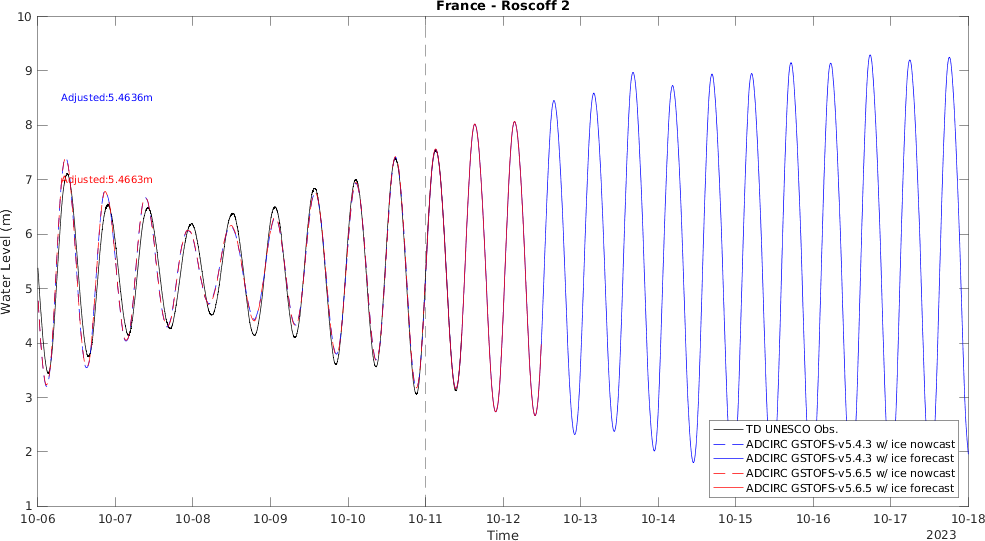 France - Roscoff 2
10
9
8
7
6
5
4
3
2
1
Water Level (m)
Adjusted:5.4636m
Adjusted:5.4663m
TD UNESCO Obs.
ADCIRC GSTOFS-v5.4.3 w/ ice nowcast
ADCIRC GSTOFS-v5.4.3 w/ ice forecast
ADCIRC GSTOFS-v5.6.5 w/ ice nowcast
ADCIRC GSTOFS-v5.6.5 w/ ice forecast
10-06 10-07 10-08 10-09 10-10 10-11 10-12 10-13 10-14 10-15 10-16 10-17 10-18
Time
2023